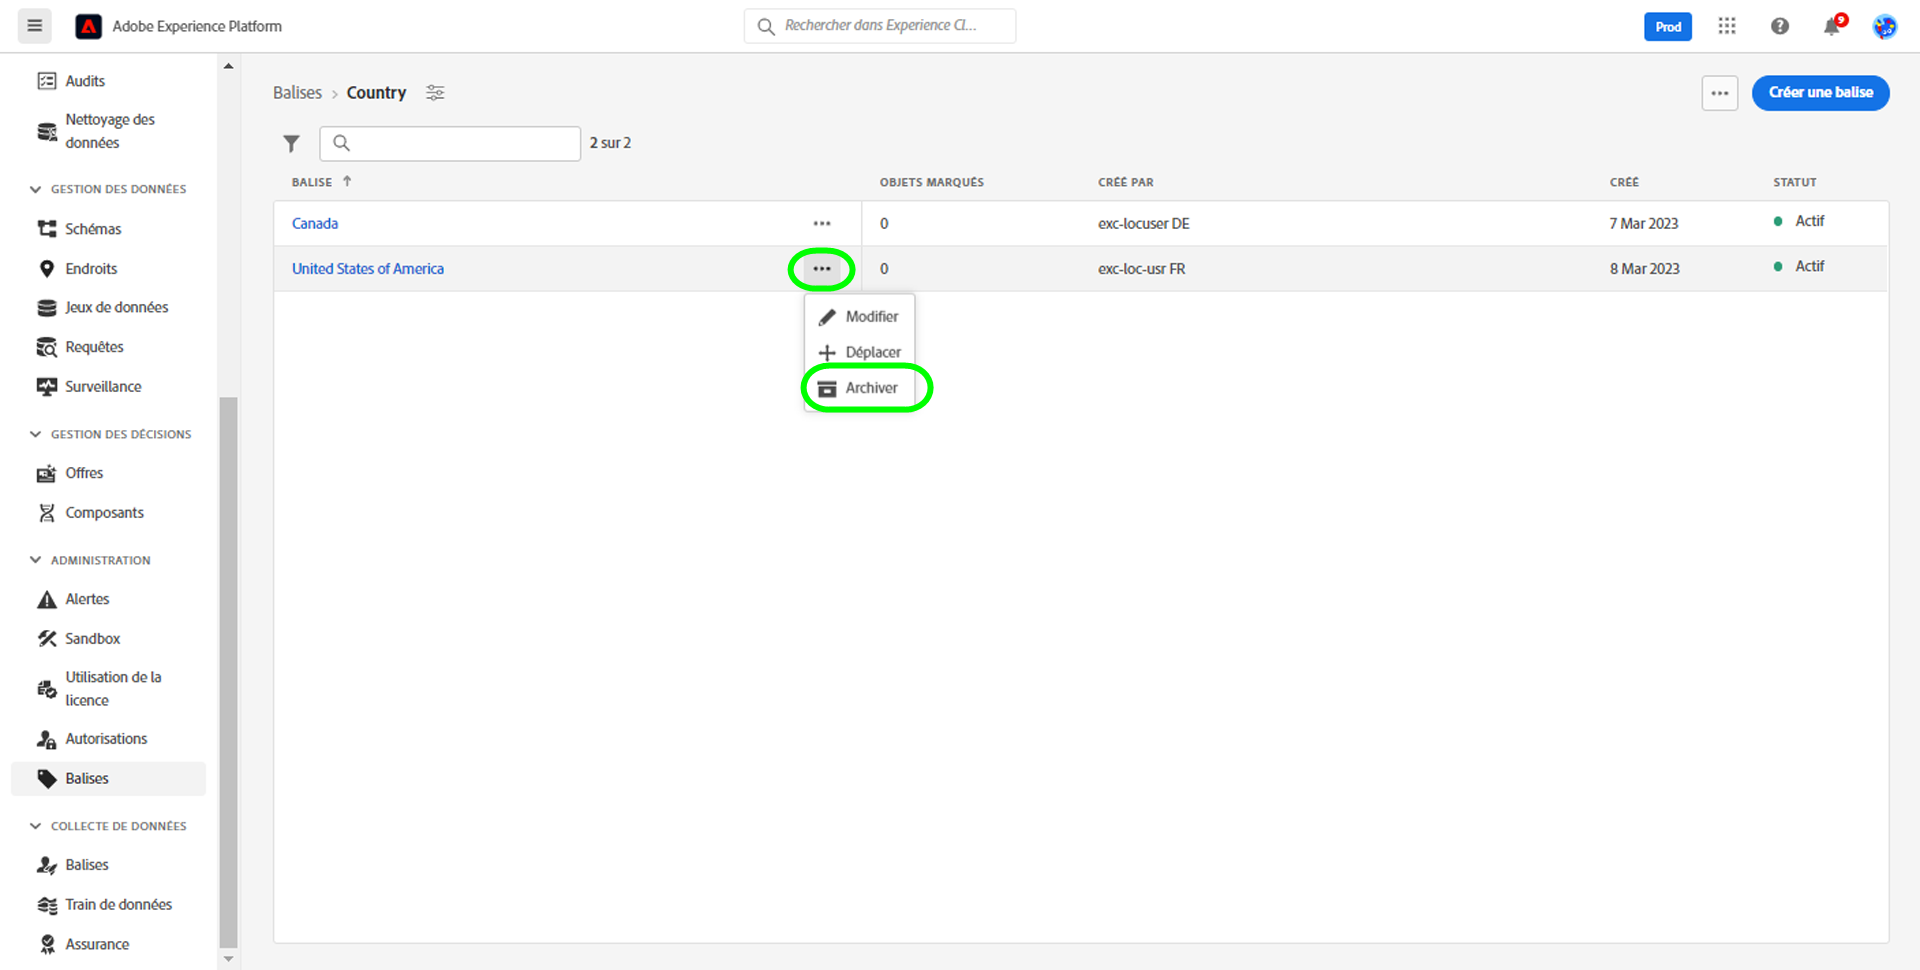 Adobe Experience Platform
Rechercher dans Experience Cl...
Prod
9
Audits
Nettoyage des
données
GESTION DES DONNÉES
Schémas
Endroits
Jeux de données
Requêtes
Surveillance
GESTION DES DÉCISIONS
Offres
Composants
ADMINISTRATION
Alertes
Sandbox
Utilisation de la
licence
Autorisations
Balises
COLLECTE DE DONNÉES
Balises
Train de données
Assurance
Balises > Country
Créer une balise
2 sur 2
BALISE OBJETS MARQUÉS CRÉÉ PAR CRÉÉ STATUT
Canada 0 exc-locuser DE 7 Mar 2023 Actif
United States of America 0 exc-loc-usr FR 8 Mar 2023 Actif
Modifier
Déplacer
Archiver